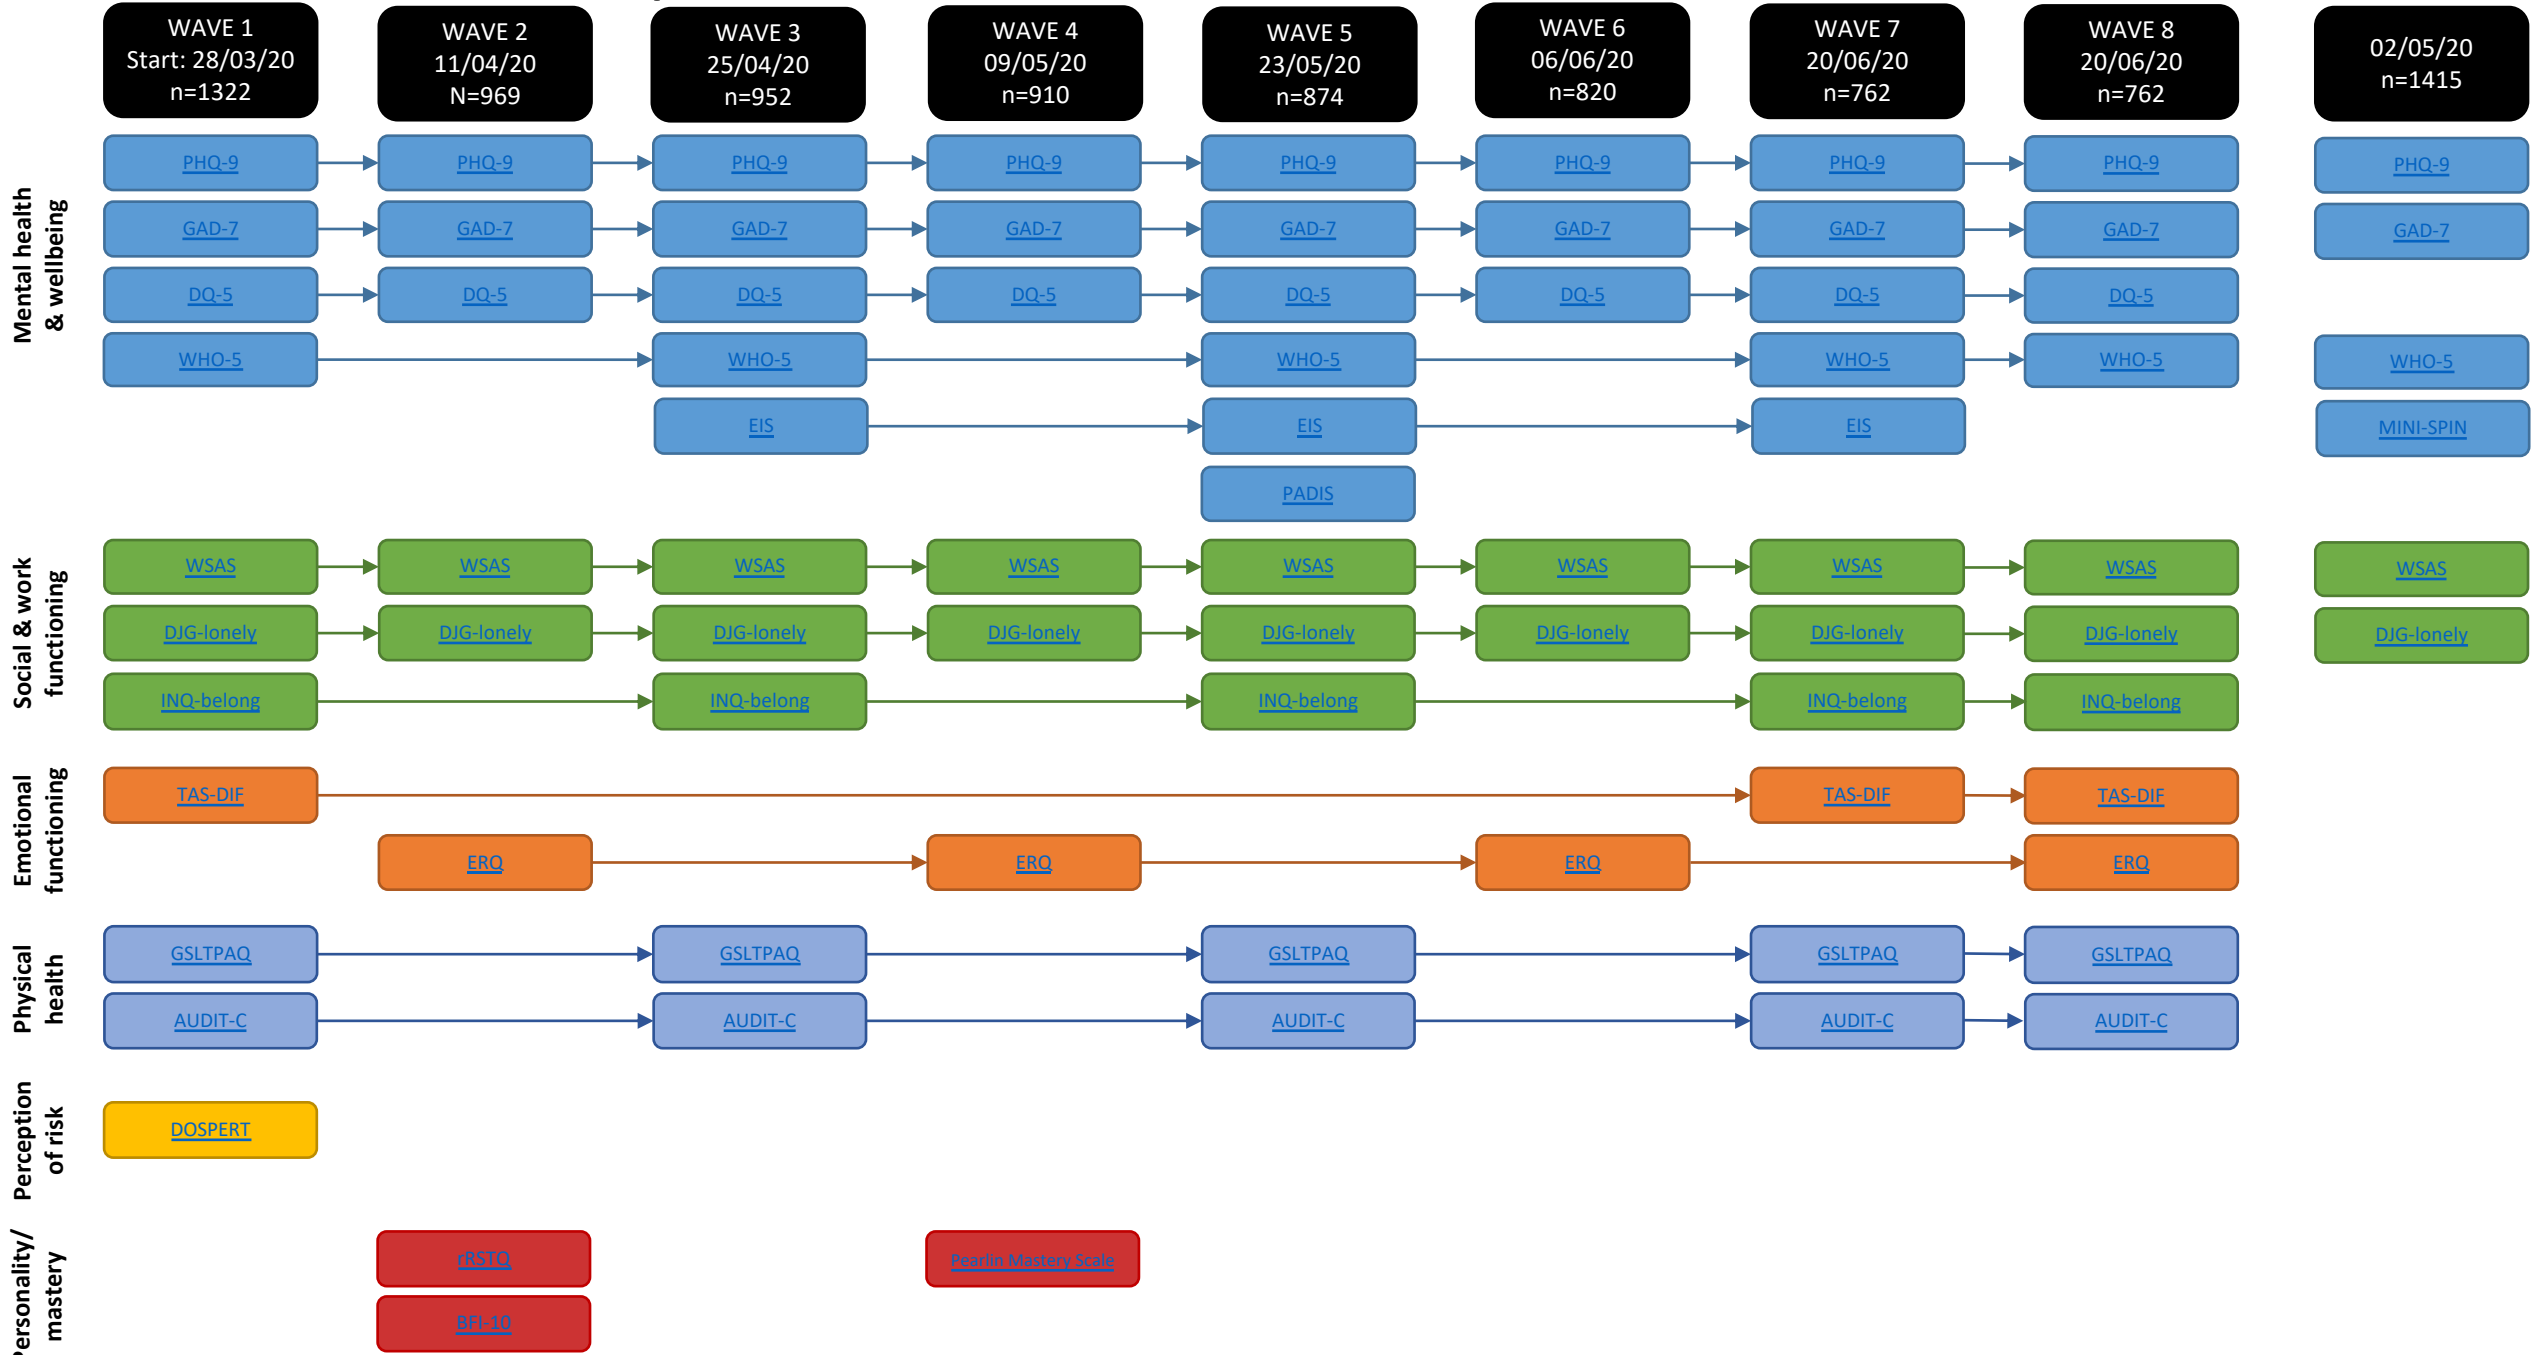 WAVE 1
Start: 28/03/20
n=1322
WAVE 2
11/04/20
N=969
WAVE 3
25/04/20
n=952
WAVE 4
09/05/20
n=910
WAVE 5
23/05/20
n=874
WAVE 6
06/06/20
n=820
WAVE 7
20/06/20
n=762
WAVE 8
20/06/20
n=762
02/05/20
n=1415
Mental health
& wellbeing
PHQ-9
PHQ-9
PHQ-9
PHQ-9
PHQ-9
PHQ-9
PHQ-9
PHQ-9
PHQ-9
GAD-7
GAD-7
GAD-7
GAD-7
GAD-7
GAD-7
GAD-7
GAD-7
GAD-7
DQ-5
DQ-5
DQ-5
DQ-5
DQ-5
DQ-5
DQ-5
DQ-5
WHO-5
WHO-5
WHO-5
WHO-5
WHO-5
WHO-5
EIS
EIS
EIS
MINI-SPIN
PADIS
Social & work
functioning
WSAS
WSAS
WSAS
WSAS
WSAS
WSAS
WSAS
WSAS
WSAS
DJG-lonely
DJG-lonely
DJG-lonely
DJG-lonely
DJG-lonely
DJG-lonely
DJG-lonely
DJG-lonely
DJG-lonely
INQ-belong
INQ-belong
INQ-belong
INQ-belong
INQ-belong
Emotional
functioning
TAS-DIF
TAS-DIF
TAS-DIF
ERQ
ERQ
ERQ
ERQ
Physical
health
GSLTPAQ
GSLTPAQ
GSLTPAQ
GSLTPAQ
GSLTPAQ
AUDIT-C
AUDIT-C
AUDIT-C
AUDIT-C
AUDIT-C
Perception
of risk
DOSPERT
Personality/
mastery
rRSTQ
Pearlin Mastery Scale
BFI-10